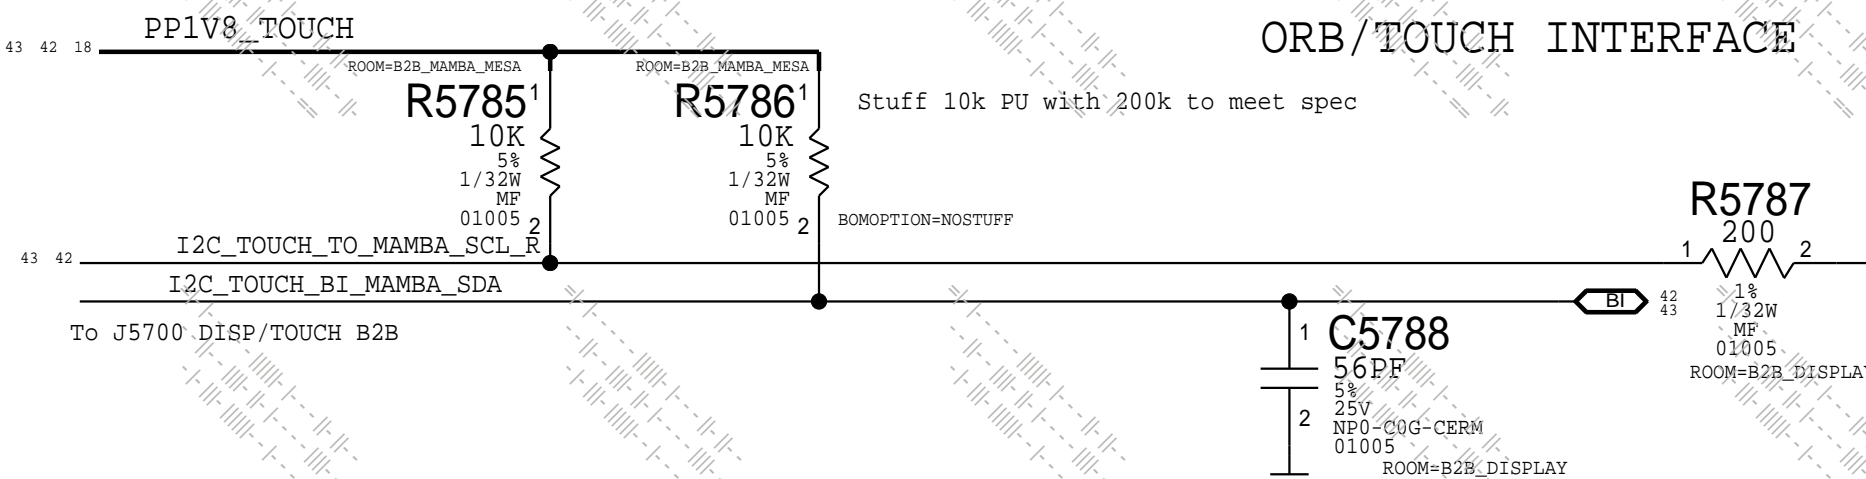 ORB/TOUCH INTERFACE
PP1V8_TOUCH
43 42 18
ROOM=B2B_MAMBA_MESA
R5785
1
10K
5%
1/32W
MF
01005
2
ROOM=B2B_MAMBA_MESA
R5786
1
10K
5%
1/32W
MF
01005
2
Stuff 10k PU with 200k to meet spec
BOMOPTION=NOSTUFF
43 42
I2C_TOUCH_TO_MAMBA_SCL_R
I2C_TOUCH_BI_MAMBA_SDA
To J5700 DISP/TOUCH B2B
BI
42
43
R5787
200
1
2
1%
1/32W
MF
01005
ROOM=B2B_DISPLAY
1
C5788
56PF
5%
25V
2
NP0-C0G-CERM
01005
ROOM=B2B_DISPLAY